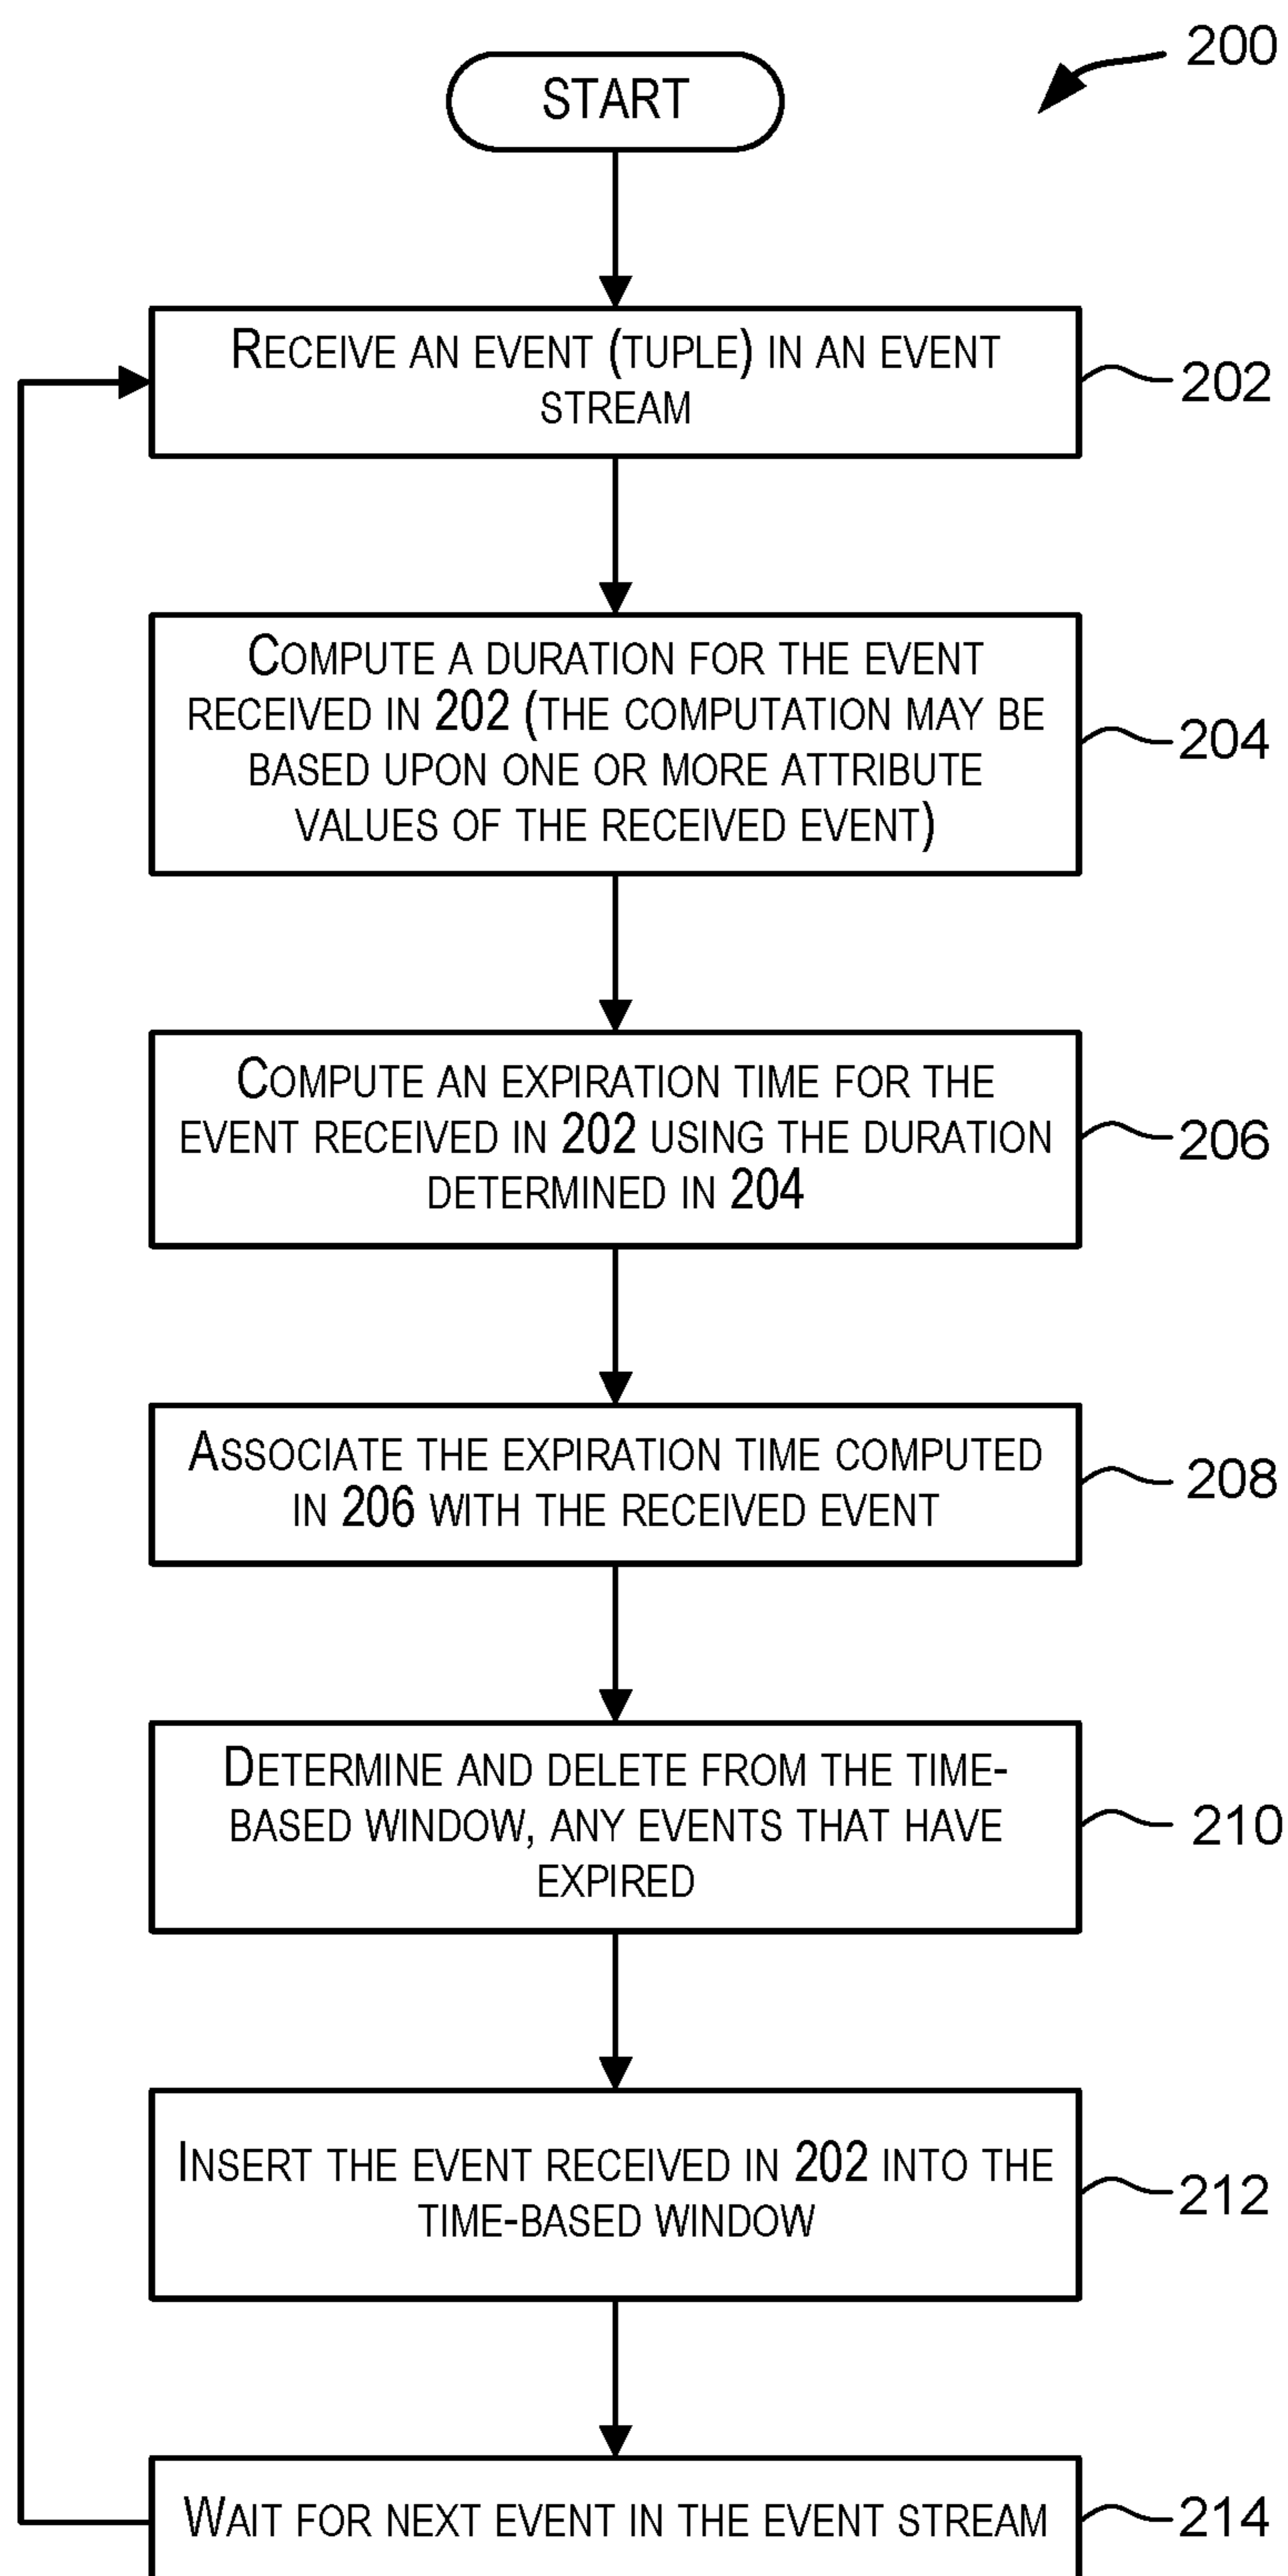 200
START
RECEIVE AN EVENT (TUPLE) IN AN EVENT
STREAM
202
COMPUTE A DURATION FOR THE EVENT
RECEIVED IN 202 (THE COMPUTATION MAY BE
BASED UPON ONE OR MORE ATTRIBUTE
VALUES OF THE RECEIVED EVENT)
204
COMPUTE AN EXPIRATION TIME FOR THE
EVENT RECEIVED IN 202 USING THE DURATION
DETERMINED IN 204
206
ASSOCIATE THE EXPIRATION TIME COMPUTED
IN 206 WITH THE RECEIVED EVENT
208
DETERMINE AND DELETE FROM THE TIME-
BASED WINDOW, ANY EVENTS THAT HAVE
EXPIRED
210
INSERT THE EVENT RECEIVED IN 202 INTO THE
TIME-BASED WINDOW
212
WAIT FOR NEXT EVENT IN THE EVENT STREAM
214